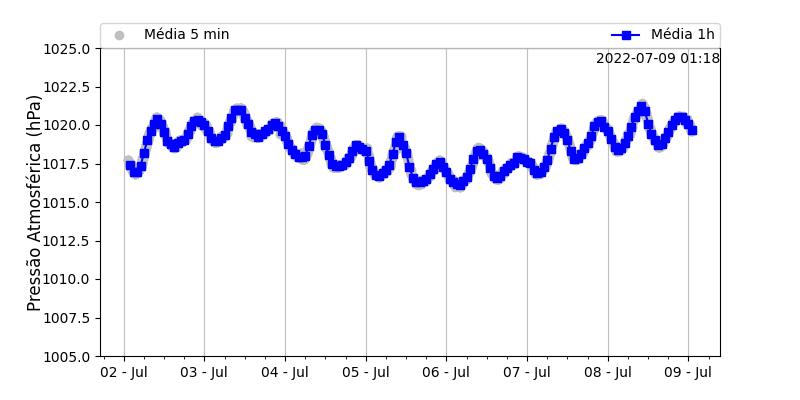 Média 5 min
Média 1h
2022-07-09 01:18
Pressão Atmosférica (hPa)
1025.0
1022.5
1020.0
1017.5
1015.0
1012.5
1010.0
1007.5
1005.0
02 - Jul
03 - Jul
04 - Jul
05 - Jul
06 - Jul
07 - Jul
08 - Jul
09 - Jul